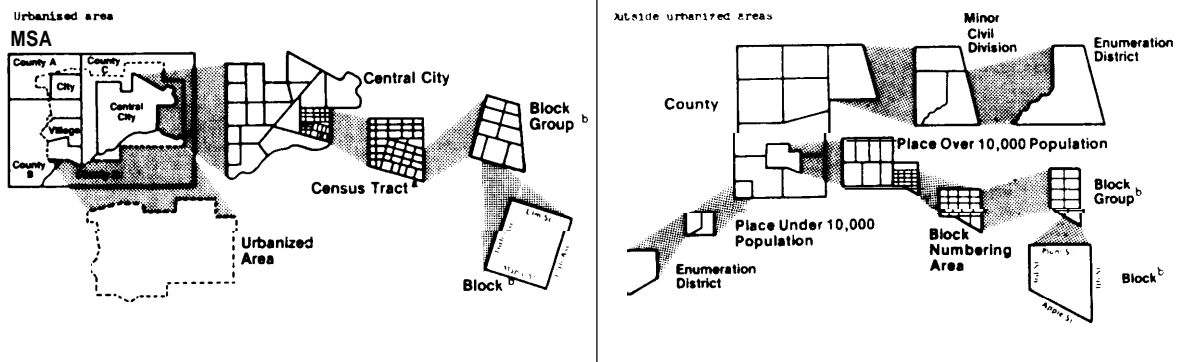 Urbanized area
MSA
County A
County
C
City
Central
City
Village
County
B
Central City
Census Tract a
Block
Group b
Elm St
Block b
Urbanized
Area
Outside urbanized areas
Minor
Civil
Division
Enumeration
District
County
Place Over 10,000 Population
Place Under 10,000
Population
Enumeration
District
Block
Numbering
Area
Block
Group b
Plum S
Apple St
Block b